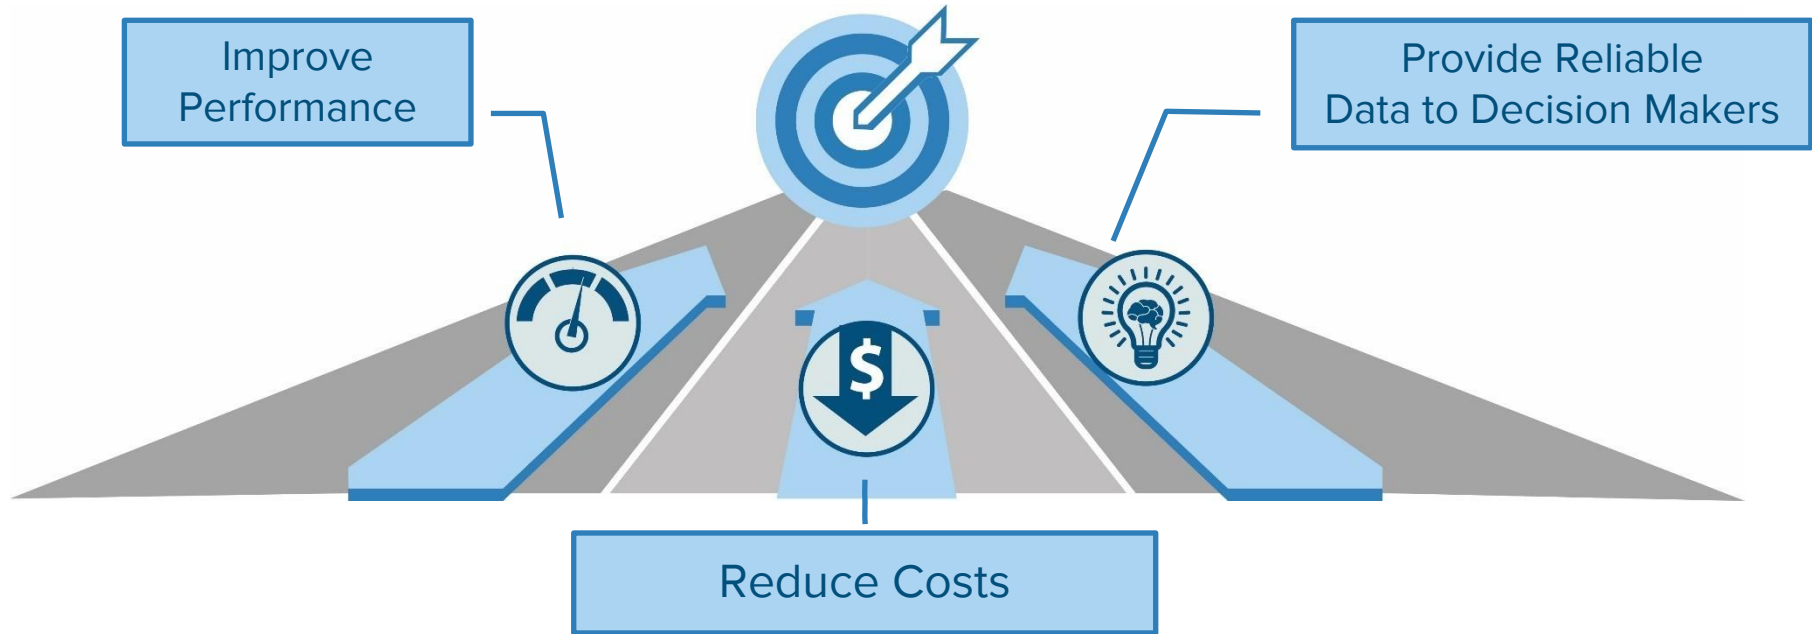 Improve
Performance
Provide Reliable
Data to Decision Makers
$
Reduce Costs